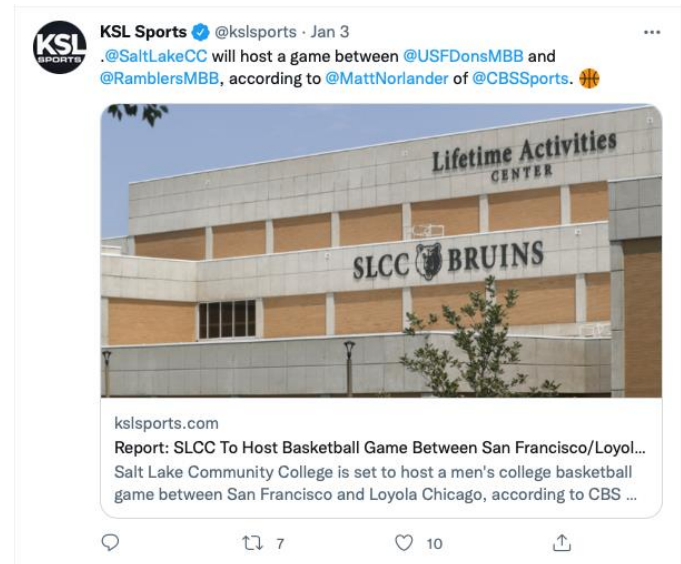 KSL SPORTS
KSL Sports @kslsports · Jan 3
.@SaltLakeCC will host a game between @USFDonsMBB and
@RamblersMBB, according to @MattNorlander of @CBSSports. 🏀
Lifetime Activities
CENTER
SLCC BRUINS
kslsports.com
Report: SLCC To Host Basketball Game Between San Francisco/Loyol...
Salt Lake Community College is set to host a men's college basketball
game between San Francisco and Loyola Chicago, according to CBS ...
7
10